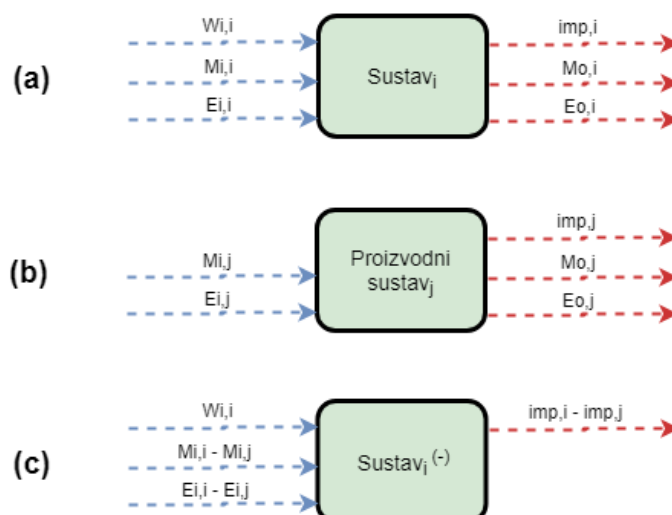 (a)
Wi,i
Mi,i
Ei,i
Sustavi
imp,i
Mo,i
Eo,i
(b)
Mi,j
Ei,j
Proizvodni
sustavj
imp,j
Mo,j
Eo,j
(c)
Wi,i
Mi,i - Mi,j
Ei,i - Ei,j
Sustavi (-)
imp,i - imp,j